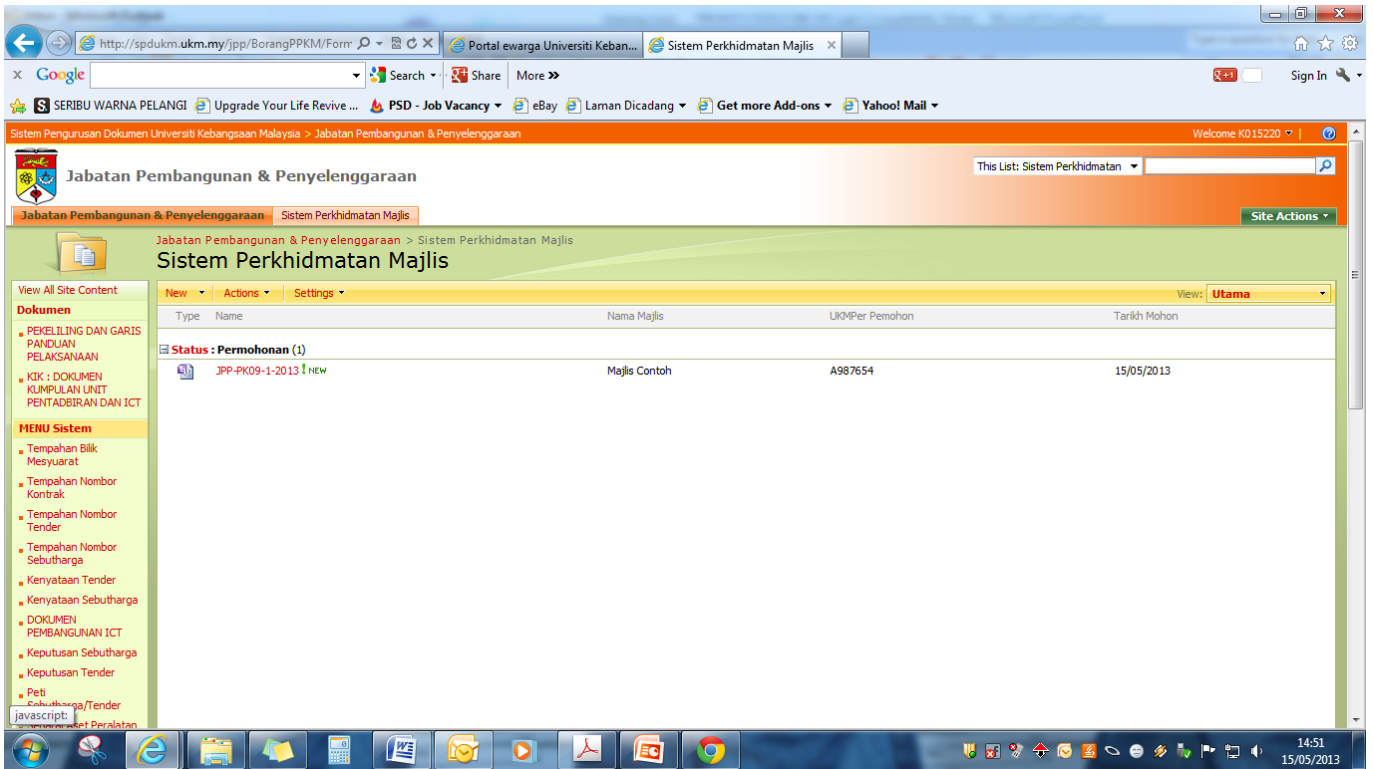 http://spdukm.ukm.my/jpp/BorangPPKM/Form
Portal ewarga Universiti Keban...
Sistem Perkhidmatan Majlis
x Google
Search
Share
More »
+1
Sign In
SERIBU WARNA PELANGI
Upgrade Your Life Revive ...
PSD - Job Vacancy
eBay
Laman Dicadang
Get more Add-ons
Yahoo! Mail
Sistem Pengurusan Dokumen Universiti Kebangsaan Malaysia > Jabatan Pembangunan & Penyelenggaraan
Welcome K015220
Jabatan Pembangunan & Penyelenggaraan
This List: Sistem Perkhidmatan
Jabatan Pembangunan & Penyelenggaraan
Sistem Perkhidmatan Majlis
Site Actions
Jabatan Pembangunan & Penyelenggaraan > Sistem Perkhidmatan Majlis
Sistem Perkhidmatan Majlis
View All Site Content
Dokumen
PEKELILING DAN GARIS
PANDUAN
PELAKSANAAN
KIK : DOKUMEN
KUMPULAN UNIT
PENTADBIRAN DAN ICT
MENU Sistem
Tempahan Bilik
Mesyuarat
Tempahan Nombor
Kontrak
Tempahan Nombor
Tender
Tempahan Nombor
Sebutharga
Kenyataan Tender
Kenyataan Sebutharga
DOKUMEN
PEMBANGUNAN ICT
Keputusan Sebutharga
Keputusan Tender
Peti
Sebutharga/Tender
Aset Peralatan
javascript:
New
Actions
Settings
View: Utama
Type
Name
Nama Majlis
UKMPer Pemohon
Tarikh Mohon
Status : Permohonan (1)
JPP-PK09-1-2013 ! NEW
Majlis Contoh
A987654
15/05/2013
14:51
15/05/2013